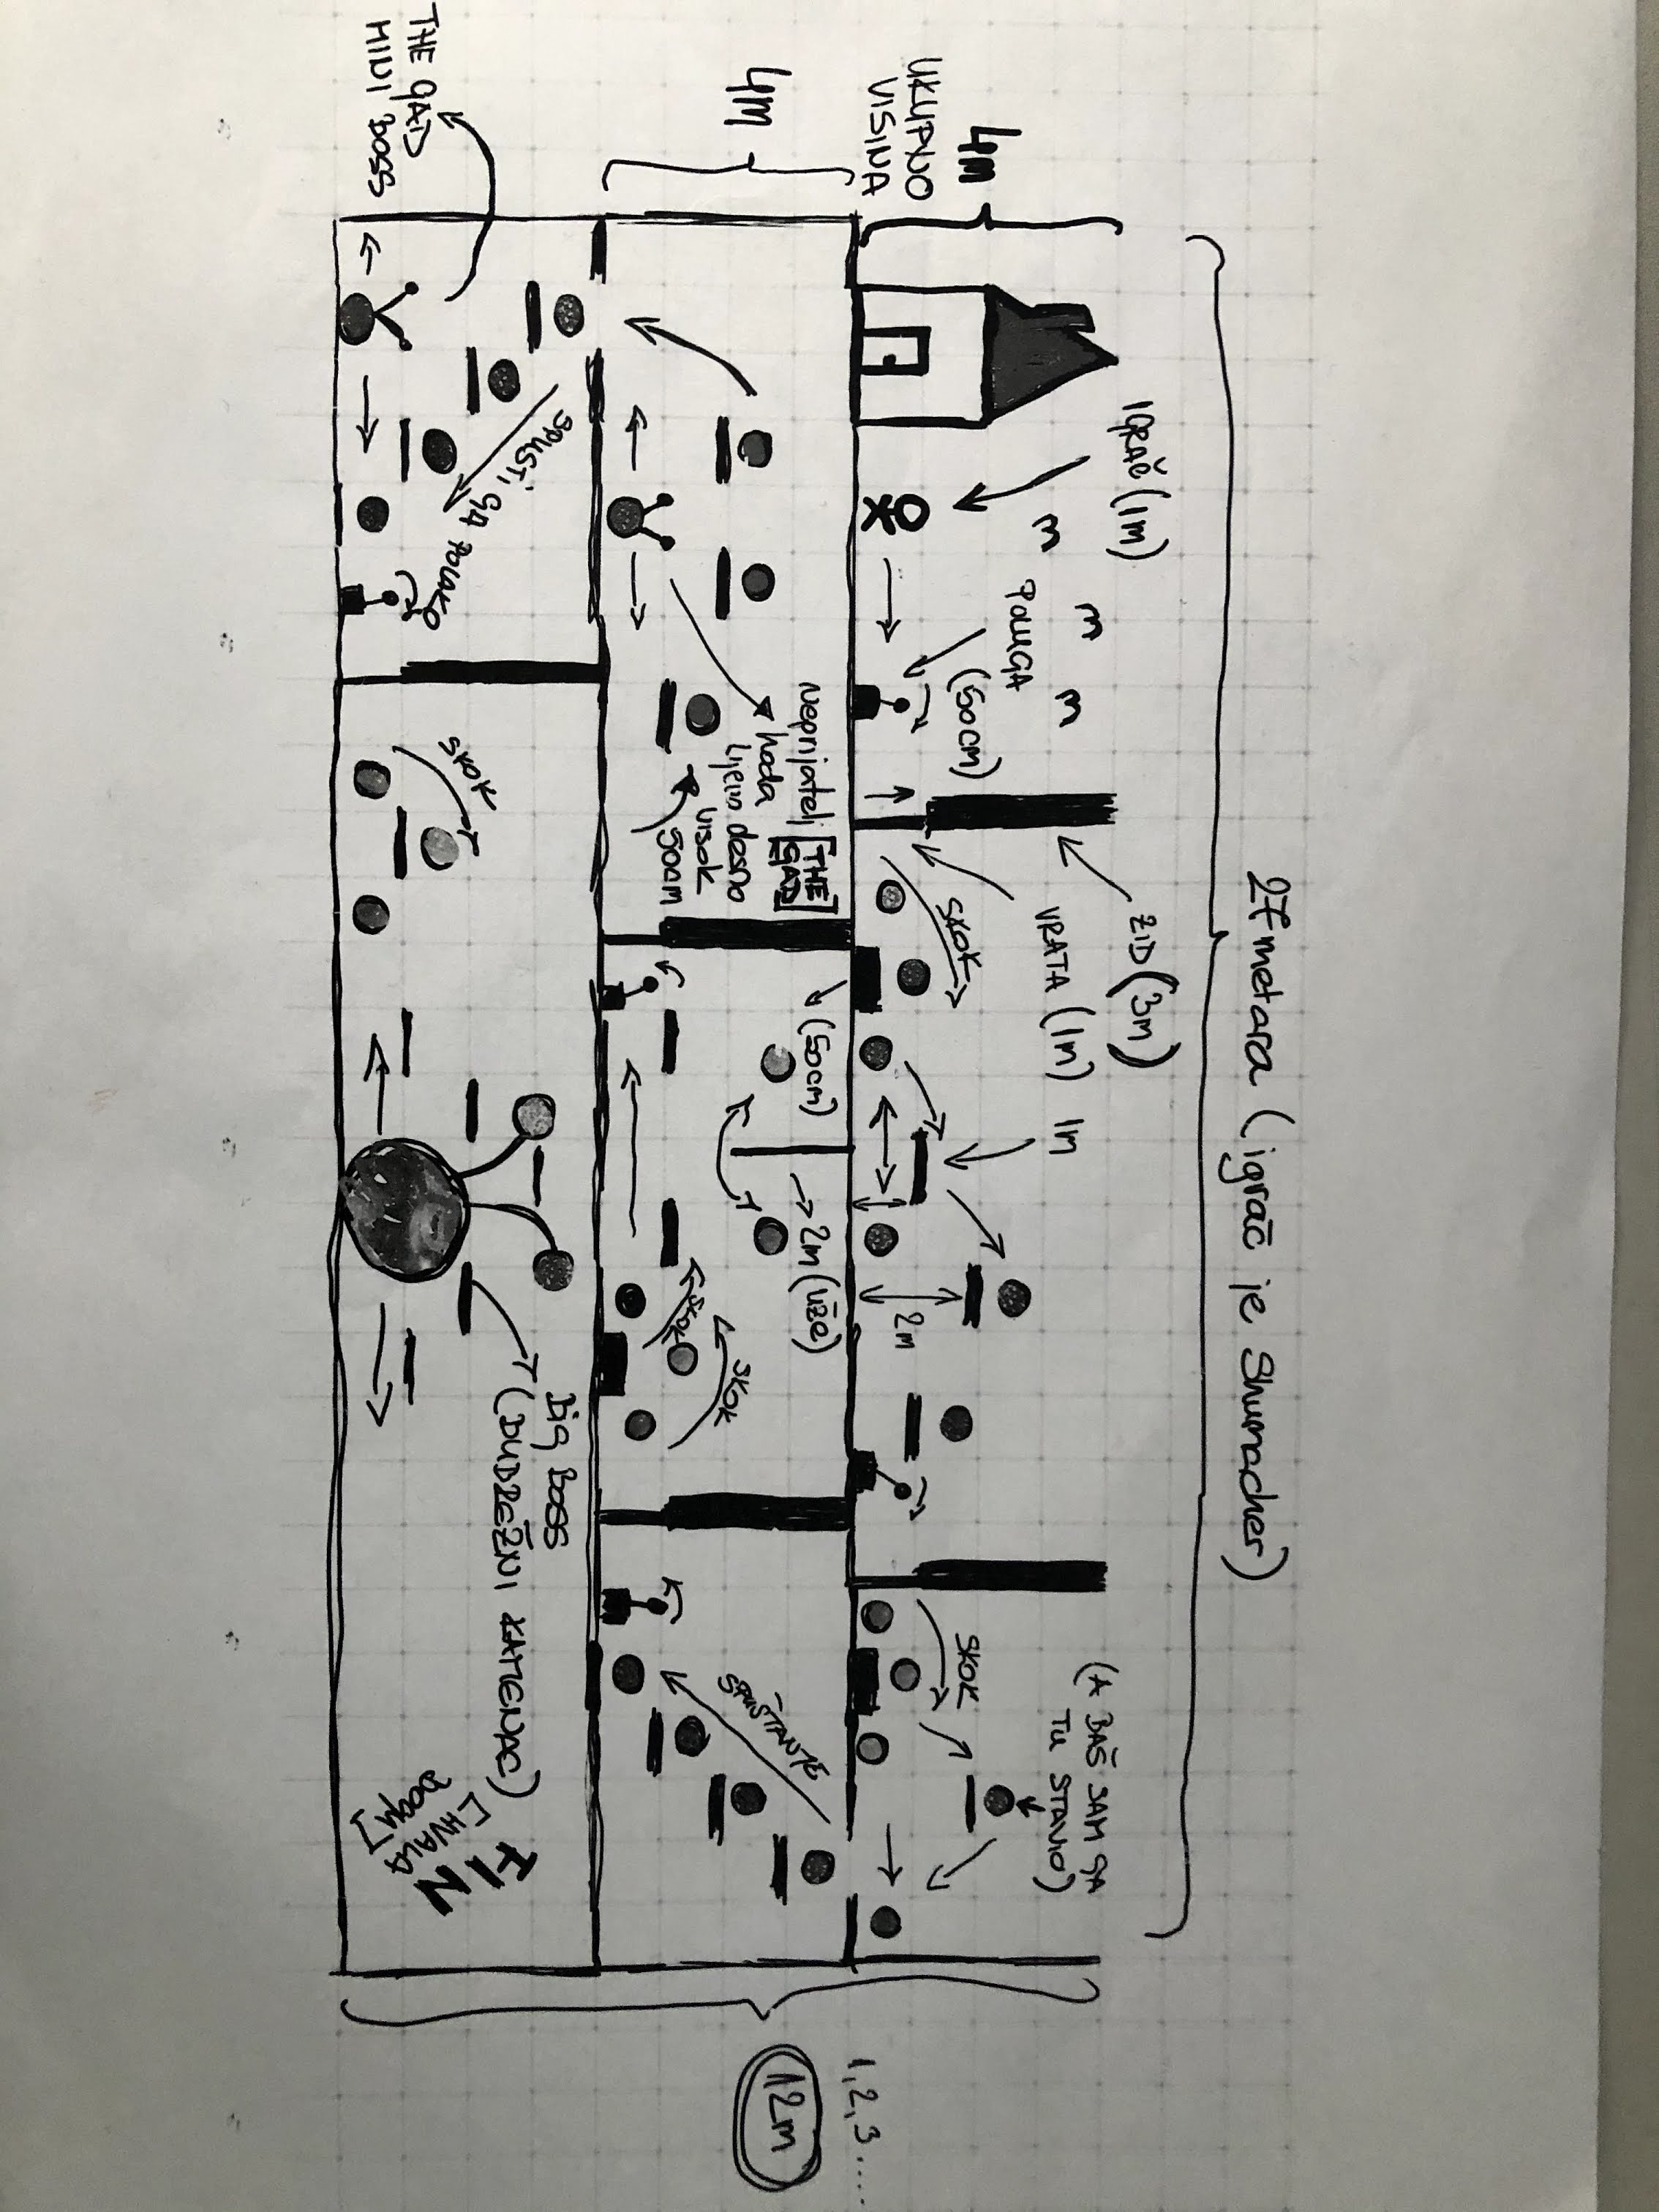 27 metara (igrač je Shumacher)
IGRAČ (1m)
ZID (3m)
VRATA (1m)
1m
POLUGA
(50cm)
(A BAŠ SAM GA
TU STAVIO)
4m
UKUPNO
VISINA
SKOK
2m
SKOK
1,2,3....
12m
4m
Neprijatelj [THE
GAD]
hoda
lijevo desno
visok
50cm
(50cm)
2m (uže)
SKOK
SKOK
SPUŠTANJE
SPUSTI GA POLAKO
THE GAD
MINI BOSS
SKOK
Big Boss
(BUBREŽNI KAMENAC)
FIN
[HVALA
BOGU]